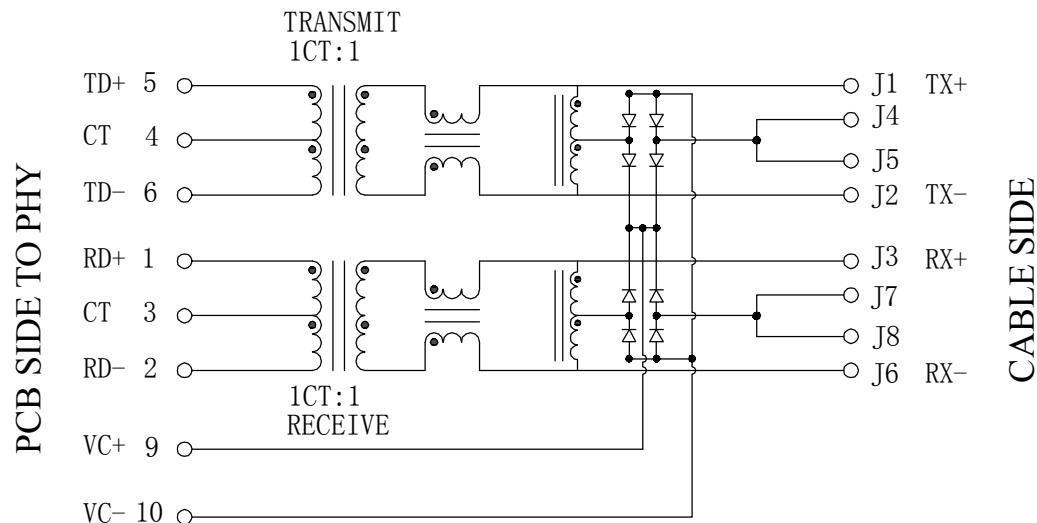 TRANSMIT
1CT:1
TD+ 5
J1 TX+
J4
CT 4
J5
TD- 6
J2 TX-
RD+ 1
J3 RX+
J7
CT 3
J8
RD- 2
J6 RX-
1CT:1
RECEIVE
VC+ 9
VC- 10
PCB SIDE TO PHY
CABLE SIDE